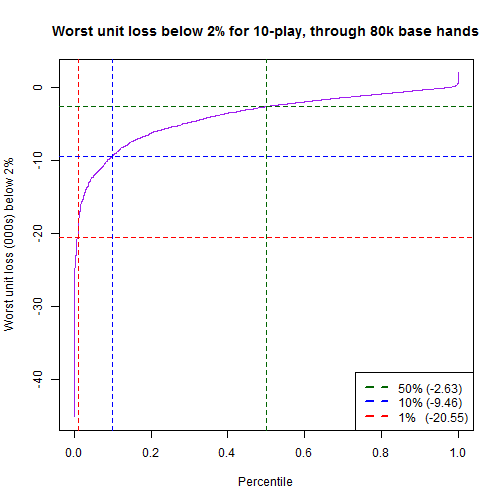 Worst unit loss below 2% for 10-play, through 80k base hands
Worst unit loss (000s) below 2%
0
-10
-20
-30
-40
50% (-2.63)
10% (-9.46)
1% (-20.55)
0.0 0.2 0.4 0.6 0.8 1.0
Percentile